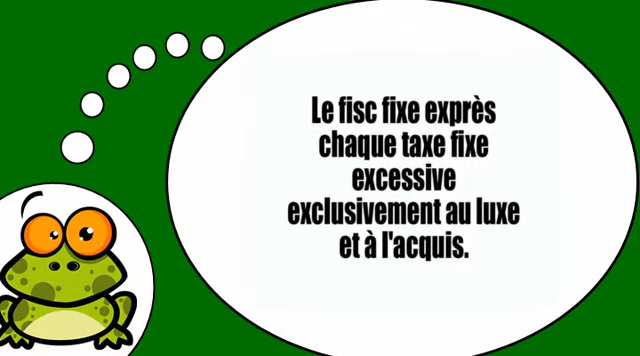 Le fisc fixe exprès
chaque taxe fixe
excessive
exclusivement au luxe
et à l'acquis.